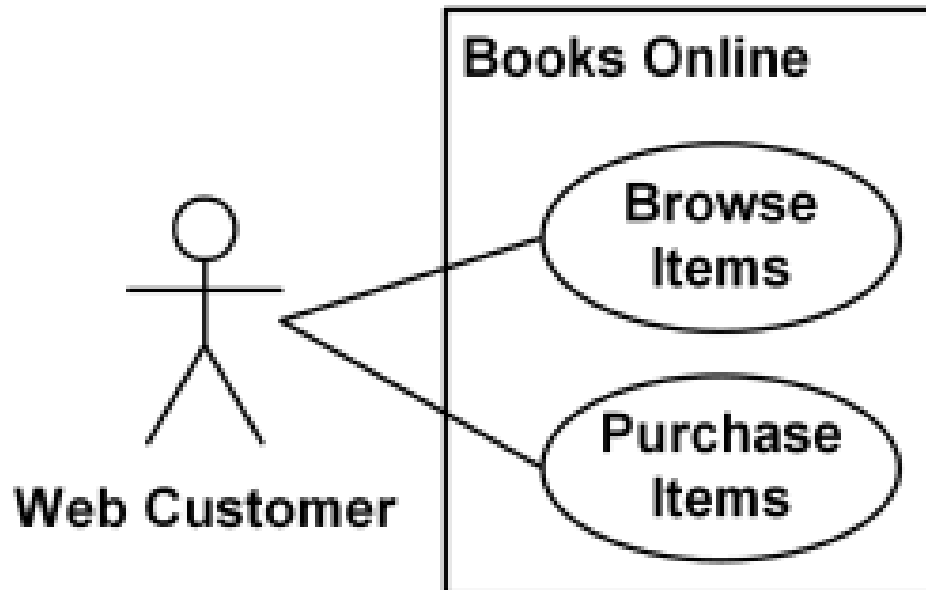 Books Online
Browse
Items
Purchase
Items
Web Customer